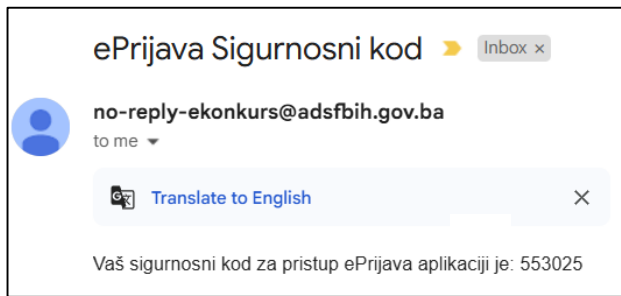 ePrijava Sigurnosni kod Inbox ×
no-reply-ekonkurs@adsfbih.gov.ba
to me
Translate to English
Vaš sigurnosni kod za pristup ePrijava aplikaciji je: 553025